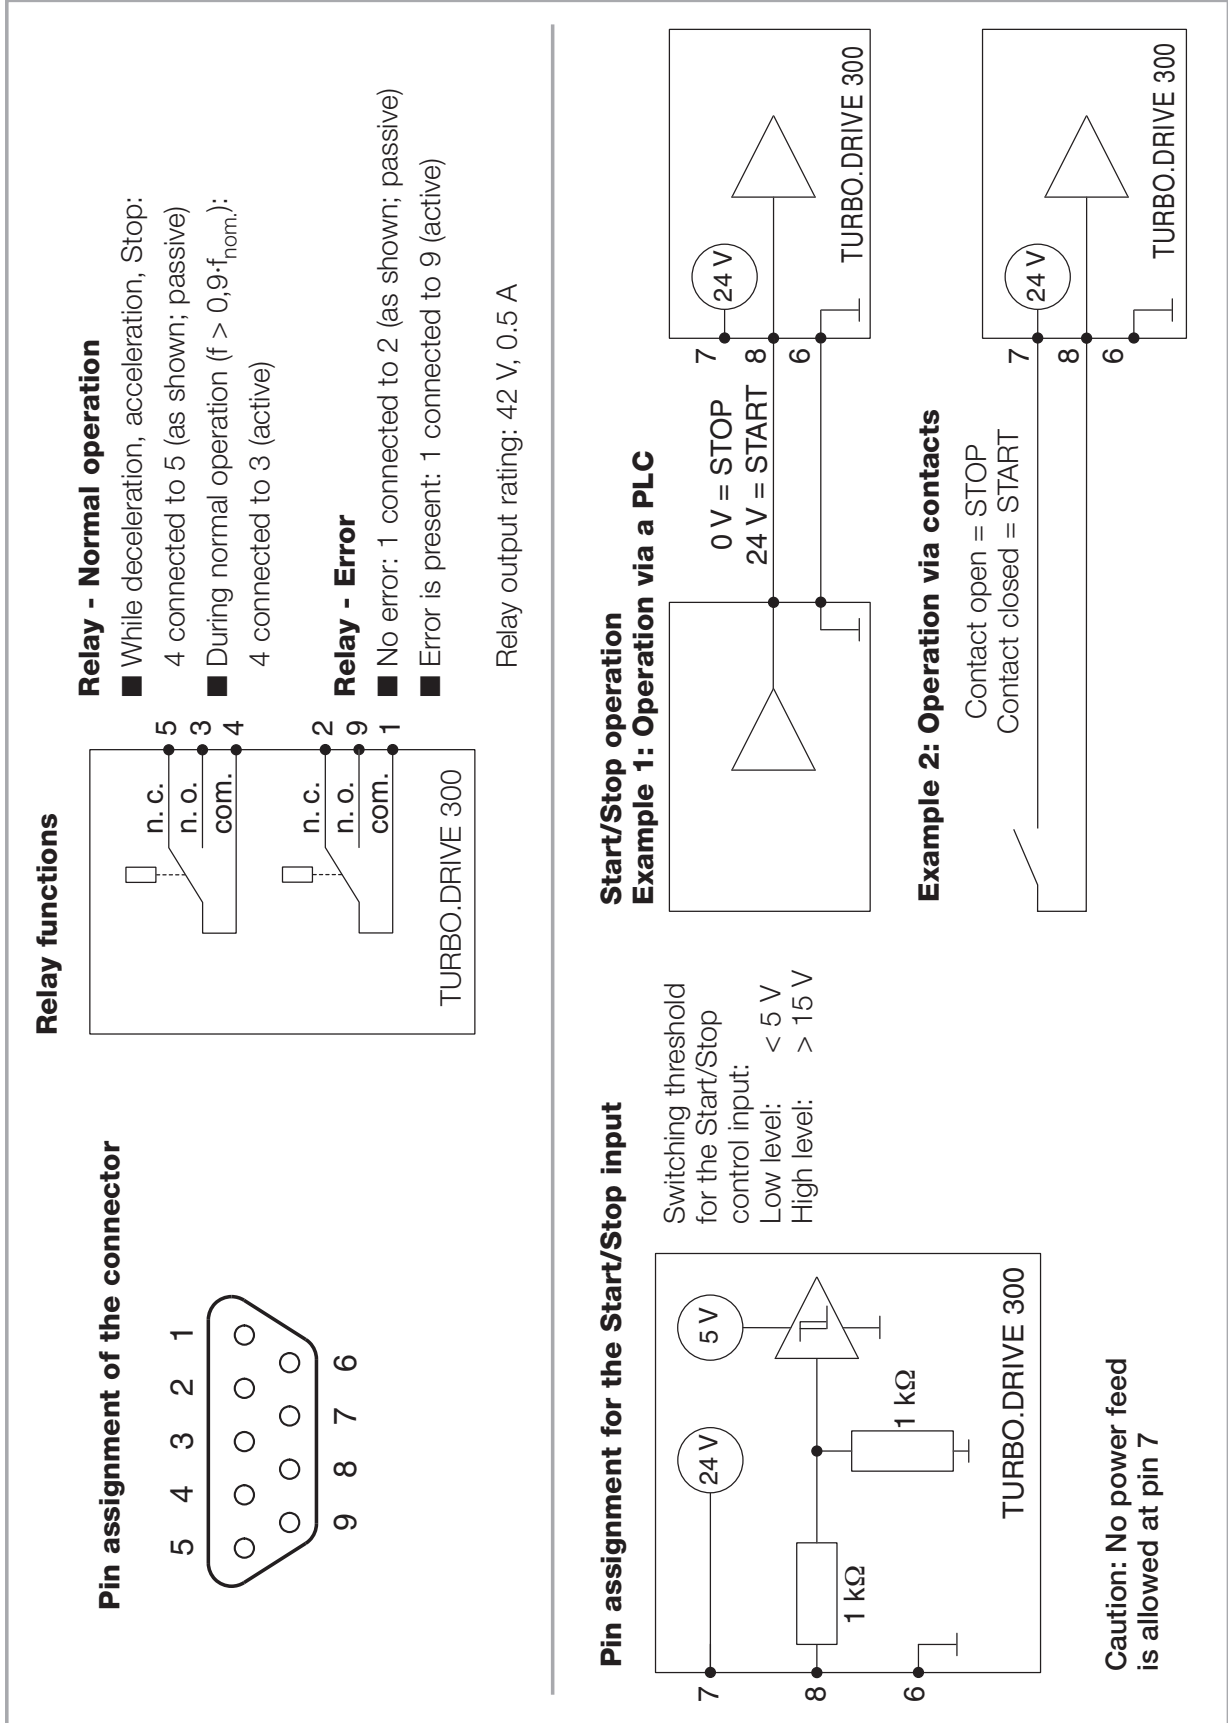 Pin assignment of the connector
5 4 3 2 1
9 8 7 6
Relay functions
n. c. 5
n. o. 3
com. 4
n. c. 2
n. o. 9
com. 1
TURBO.DRIVE 300
Relay - Normal operation
■ While deceleration, acceleration, Stop:
4 connected to 5 (as shown; passive)
■ During normal operation (f > 0,9·fnom.):
4 connected to 3 (active)
Relay - Error
■ No error: 1 connected to 2 (as shown; passive)
■ Error is present: 1 connected to 9 (active)
Relay output rating: 42 V, 0.5 A
Pin assignment for the Start/Stop input
7
24 V
5 V
8
1 kΩ
1 kΩ
6
TURBO.DRIVE 300
Switching threshold
for the Start/Stop
control input:
Low level: < 5 V
High level: > 15 V
Caution: No power feed
is allowed at pin 7
Start/Stop operation
Example 1: Operation via a PLC
0 V = STOP
24 V = START
7
8
6
24 V
TURBO.DRIVE 300
Example 2: Operation via contacts
Contact open = STOP
Contact closed = START
7
8
6
24 V
TURBO.DRIVE 300